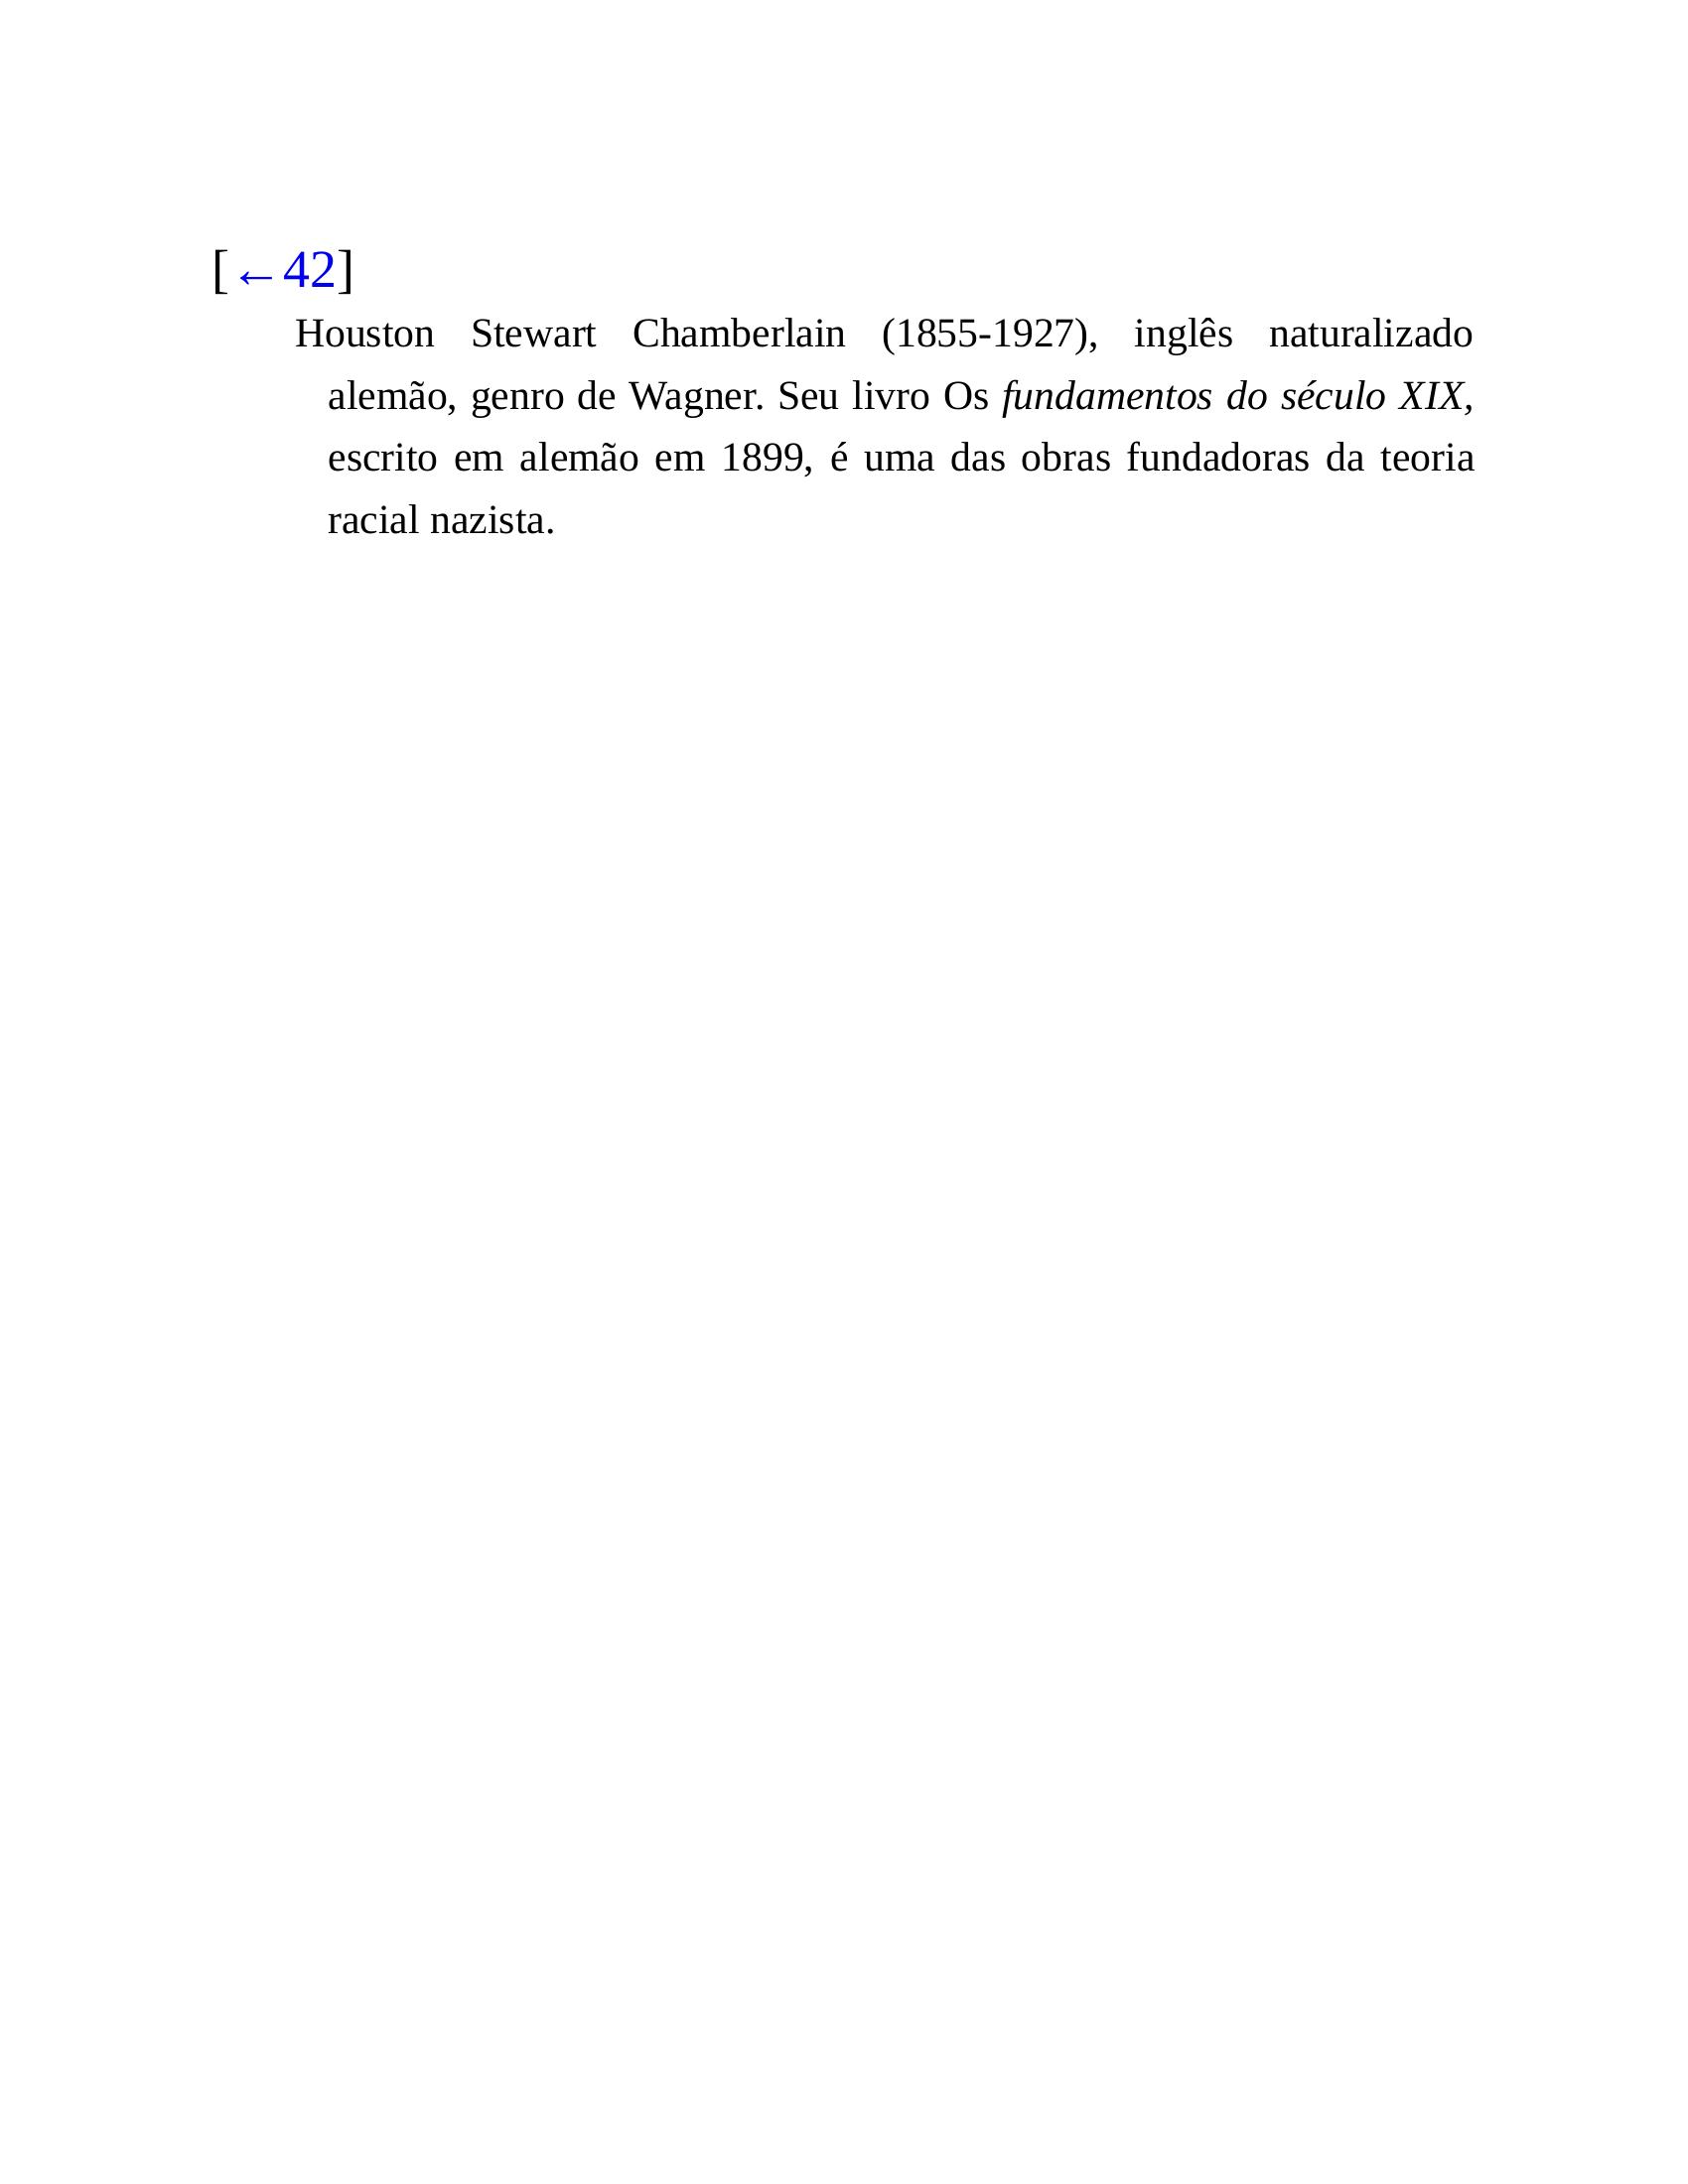 [←42]
Houston Stewart Chamberlain (1855-1927), inglês naturalizado
alemão, genro de Wagner. Seu livro Os fundamentos do século XIX,
escrito em alemão em 1899, é uma das obras fundadoras da teoria
racial nazista.